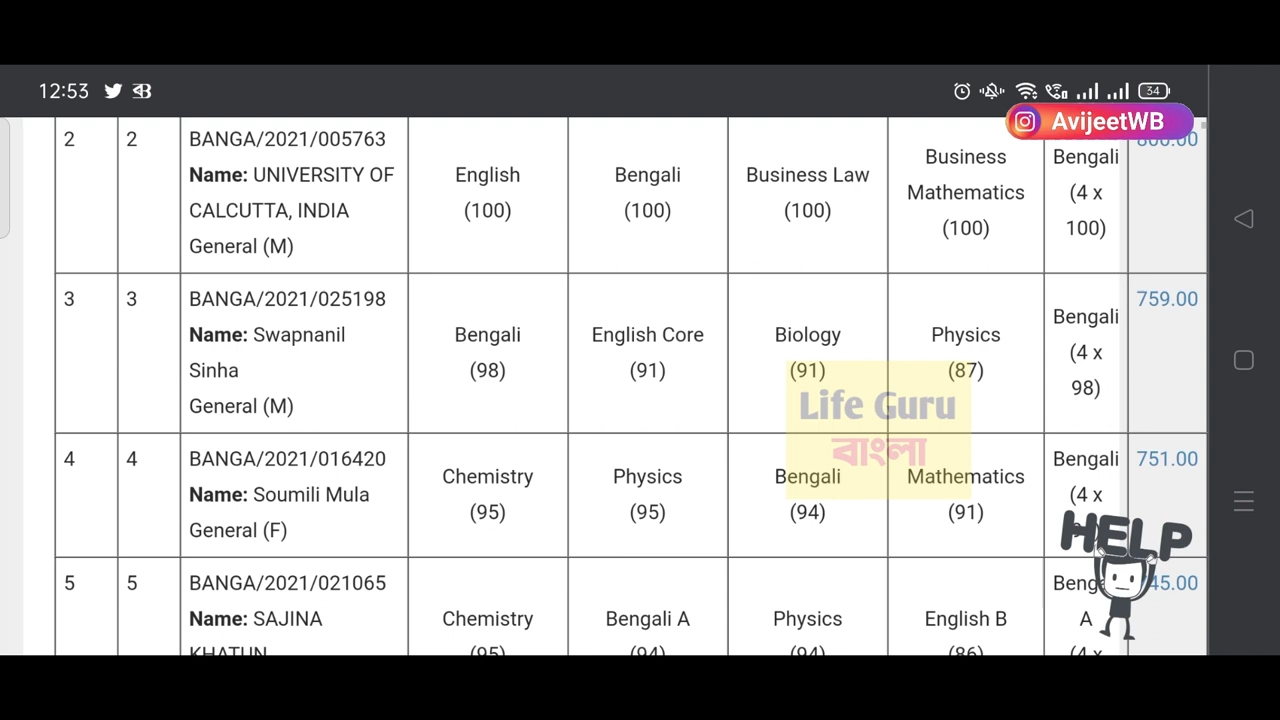 12:53
34
AvijeetWB
2 2 BANGA/2021/005763
Name: UNIVERSITY OF
CALCUTTA, INDIA
General (M)
English
(100)
Bengali
(100)
Business Law
(100)
Business
Mathematics
(100)
Bengali
(4 x
100)
800.00
3 3 BANGA/2021/025198
Name: Swapnanil
Sinha
General (M)
Bengali
(98)
English Core
(91)
Biology
(91)
Physics
(87)
Bengali
(4 x
98)
759.00
Life Guru
বাংলা
4 4 BANGA/2021/016420
Name: Soumili Mula
General (F)
Chemistry
(95)
Physics
(95)
Bengali
(94)
Mathematics
(91)
Bengali
(4 x
751.00
HELP
5 5 BANGA/2021/021065
Name: SAJINA
KHATUN
Chemistry
(95)
Bengali A
(94)
Physics
(94)
English B
(86)
A
(4 x